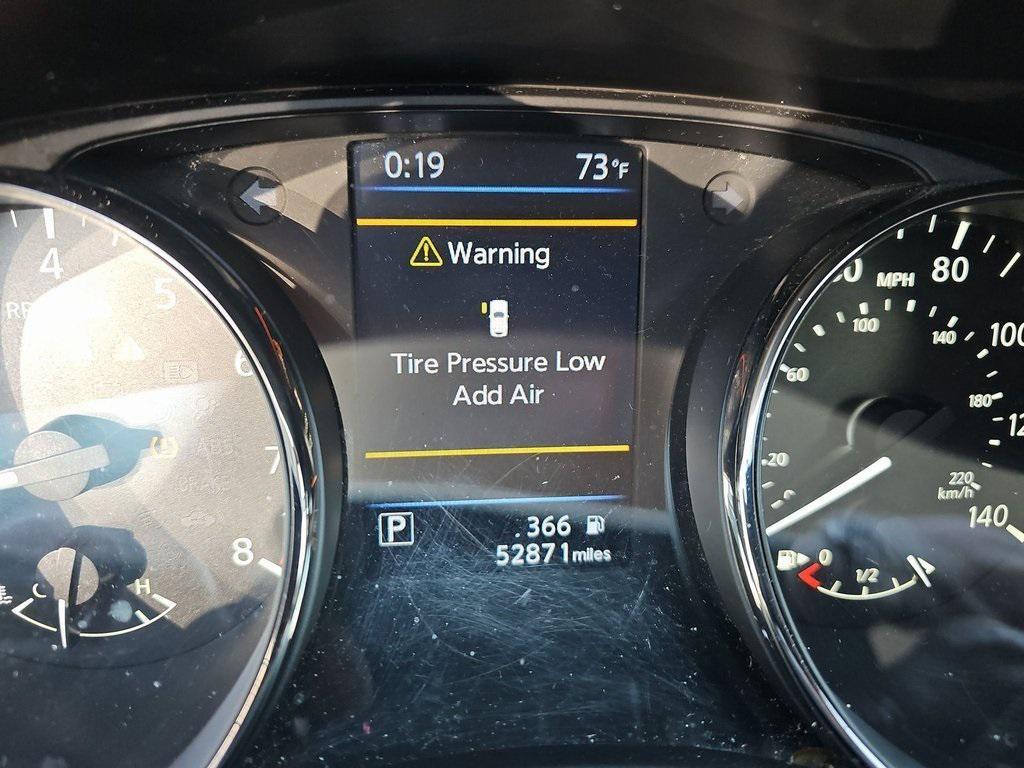 0:19 73°F
Warning
Tire Pressure Low
Add Air
P 366
52871 miles
4
5
6
7
8
C H
MPH
20
60
80
100
140
100
140
180
220
km/h
0 1/2